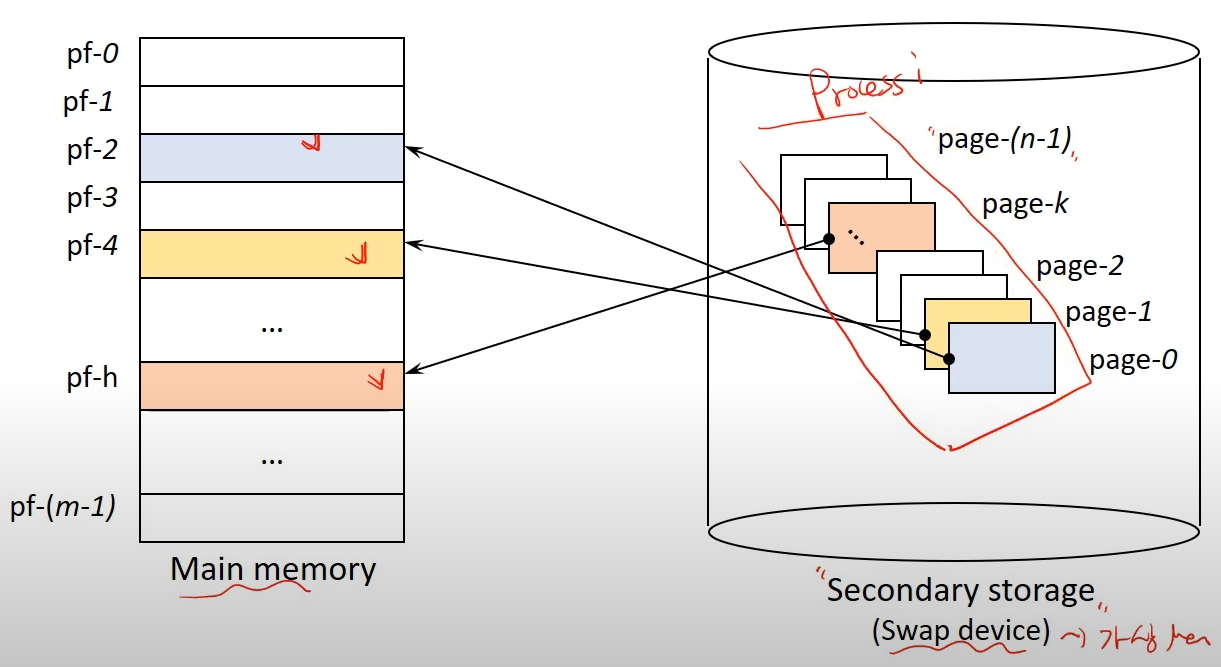 pf-0
pf-1
pf-2
pf-3
pf-4
...
pf-h
...
pf-(m-1)
Main memory
Process i
"page-(n-1)"
page-k
page-2
page-1
page-0
"Secondary storage"
(Swap device) → 가상 mem